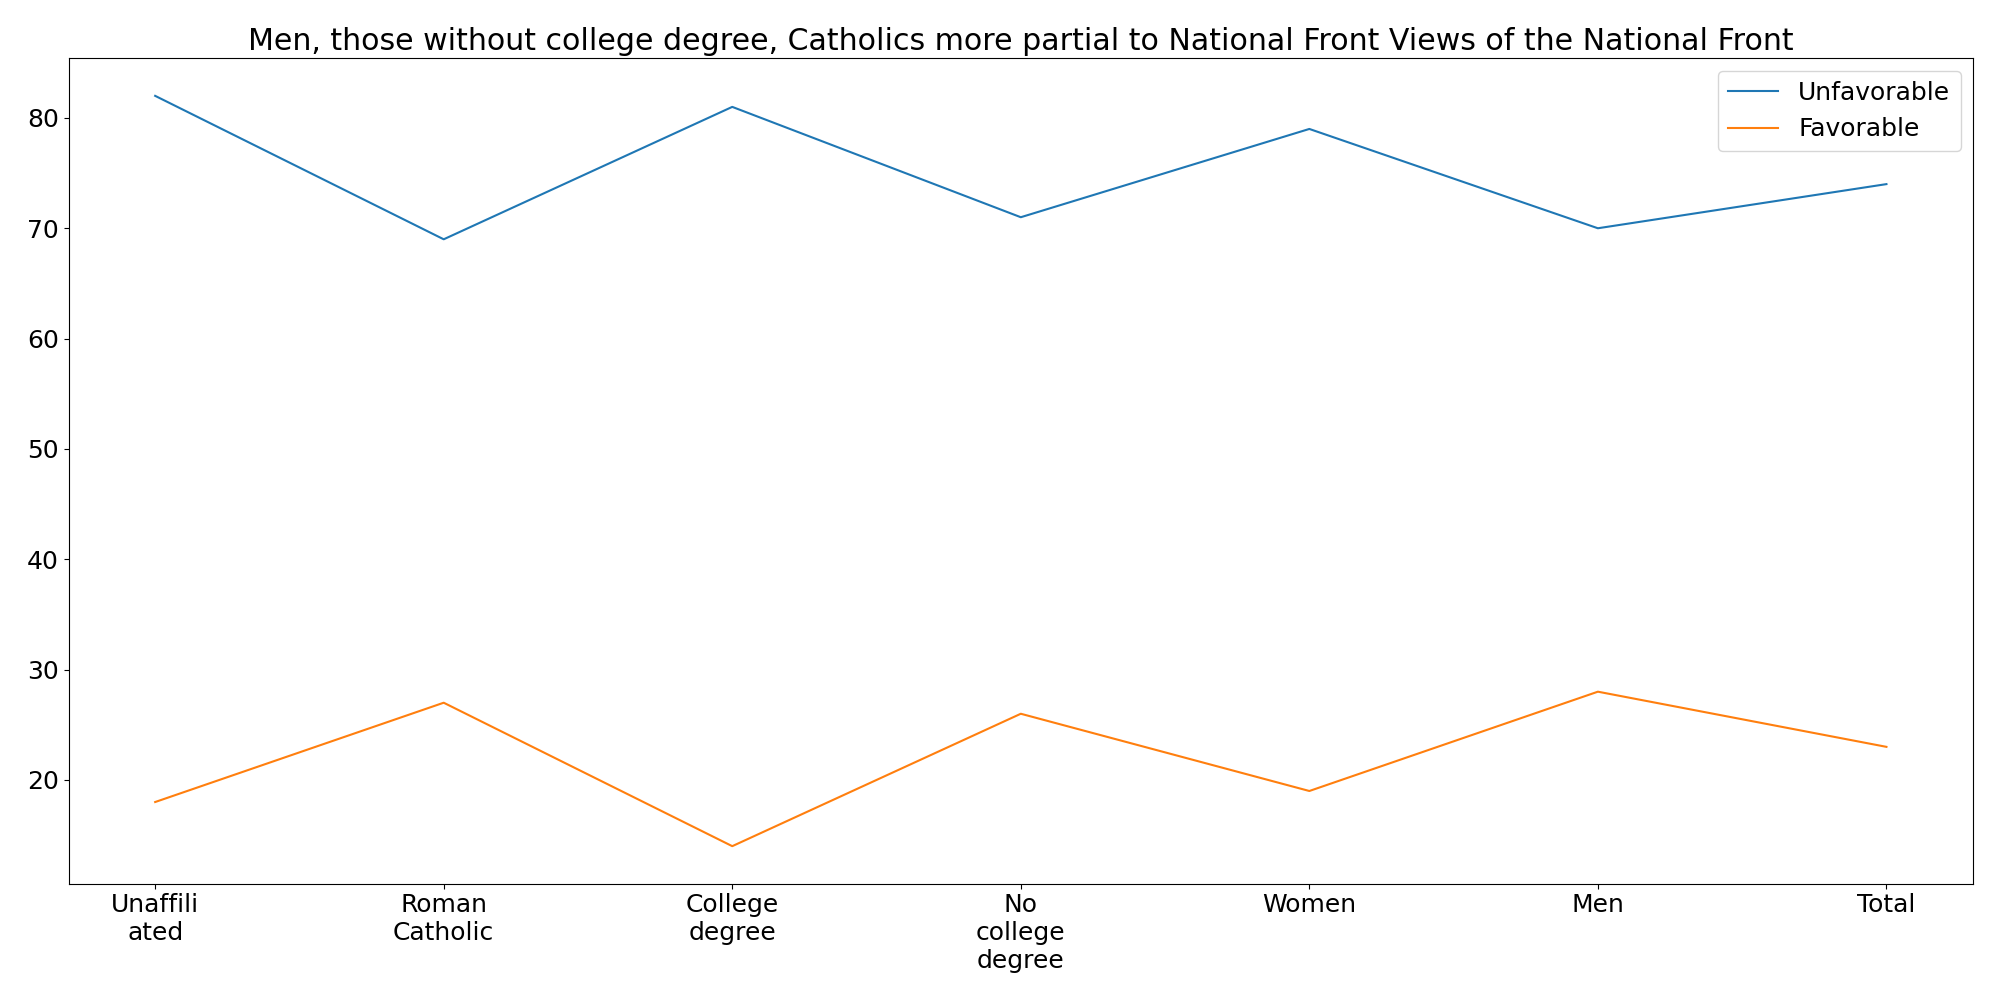 Men, those without college degree, Catholics more partial to National Front Views of the National Front
Unfavorable
Favorable
80
70
60
50
40
30
20
Unaffili
ated
Roman
Catholic
College
degree
No
college
degree
Women
Men
Total